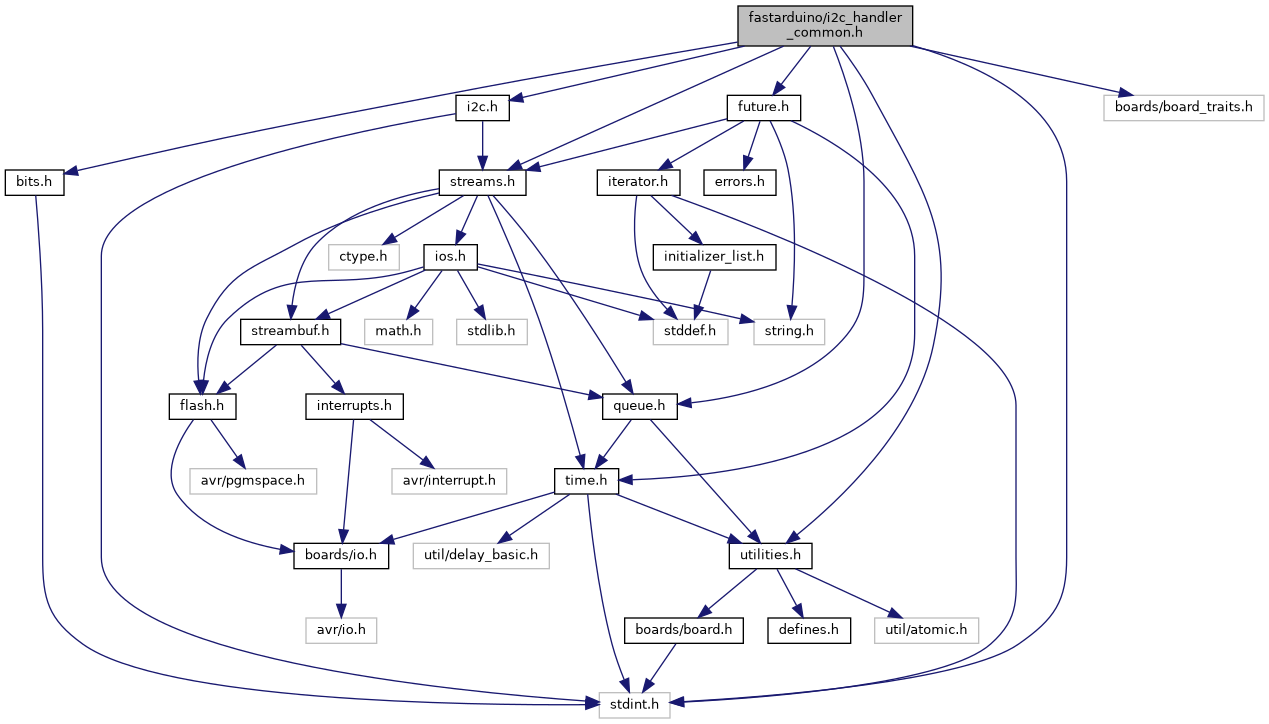 fastarduino/i2c_handler
_common.h
i2c.h
future.h
boards/board_traits.h
bits.h
streams.h
iterator.h
errors.h
ctype.h
ios.h
initializer_list.h
streambuf.h
math.h
stdlib.h
stddef.h
string.h
flash.h
interrupts.h
queue.h
avr/pgmspace.h
avr/interrupt.h
time.h
boards/io.h
util/delay_basic.h
utilities.h
avr/io.h
boards/board.h
defines.h
util/atomic.h
stdint.h